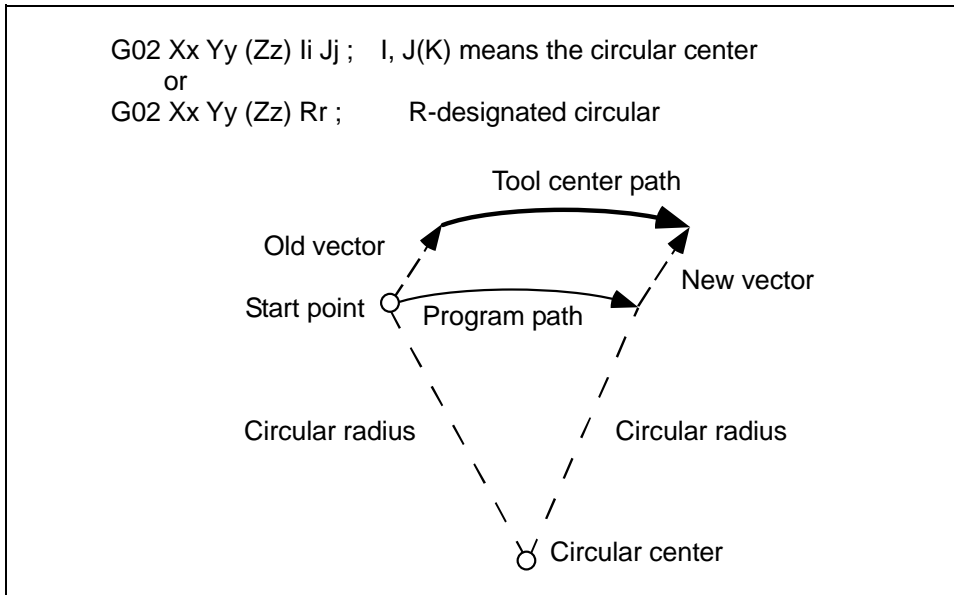 G02 Xx Yy (Zz) Ii Jj ; I, J(K) means the circular center
or
G02 Xx Yy (Zz) Rr ; R-designated circular
Tool center path
Old vector
New vector
Start point
Program path
Circular radius
Circular radius
Circular center